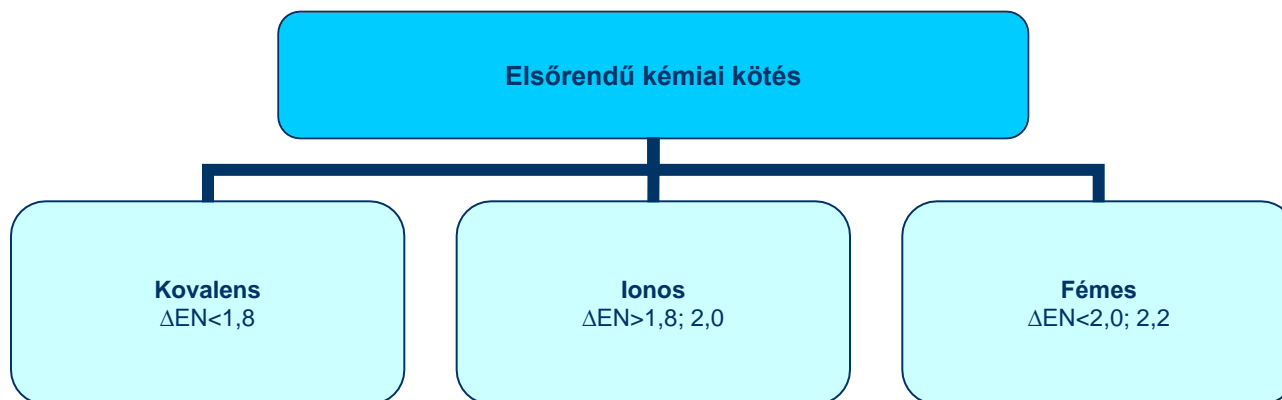 Elsőrendű kémiai kötés
Kovalens
∆EN<1,8
Ionos
∆EN>1,8; 2,0
Fémes
∆EN<2,0; 2,2